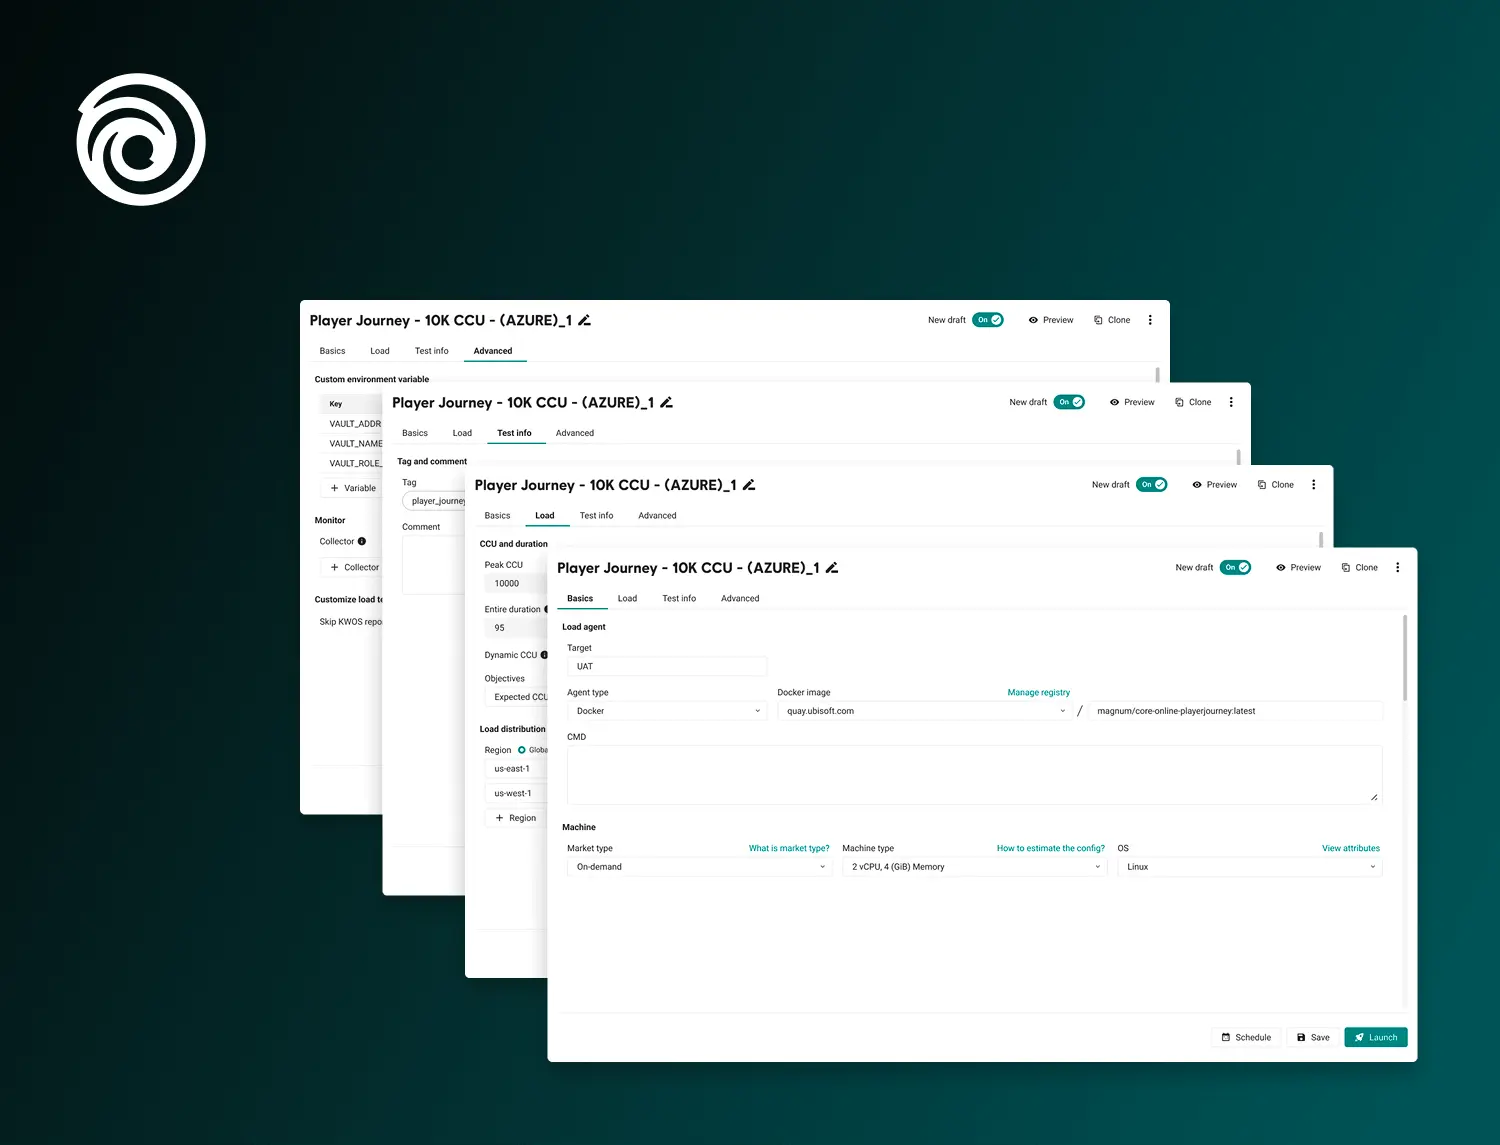 Player Journey - 10K CCU - (AZURE)_1
New draft On Preview Clone
Basics Load Test info Advanced
Custom environment variable
Key
VAULT_ADDR
VAULT_NAME
VAULT_ROLE_
+ Variable
Monitor
Collector
+ Collector
Customize load te
Skip KWOS repo
Player Journey - 10K CCU - (AZURE)_1
New draft On Preview Clone
Basics Load Test info Advanced
Tag and comment
Tag
player_journey
Comment
Player Journey - 10K CCU - (AZURE)_1
New draft On Preview Clone
Basics Load Test info Advanced
CCU and duration
Peak CCU
10000
Entire duration
95
Dynamic CCU
Objectives
Expected CCU
Load distribution
Region Globa
us-east-1
us-west-1
+ Region
Player Journey - 10K CCU - (AZURE)_1
New draft On Preview Clone
Basics Load Test info Advanced
Load agent
Target
UAT
Agent type Docker image Manage registry
Docker quay.ubisoft.com / magnum/core-online-playerjourney:latest
CMD
Machine
Market type What is market type? Machine type How to estimate the config? OS View attributes
On-demand 2 vCPU, 4 (GiB) Memory Linux
Schedule Save Launch